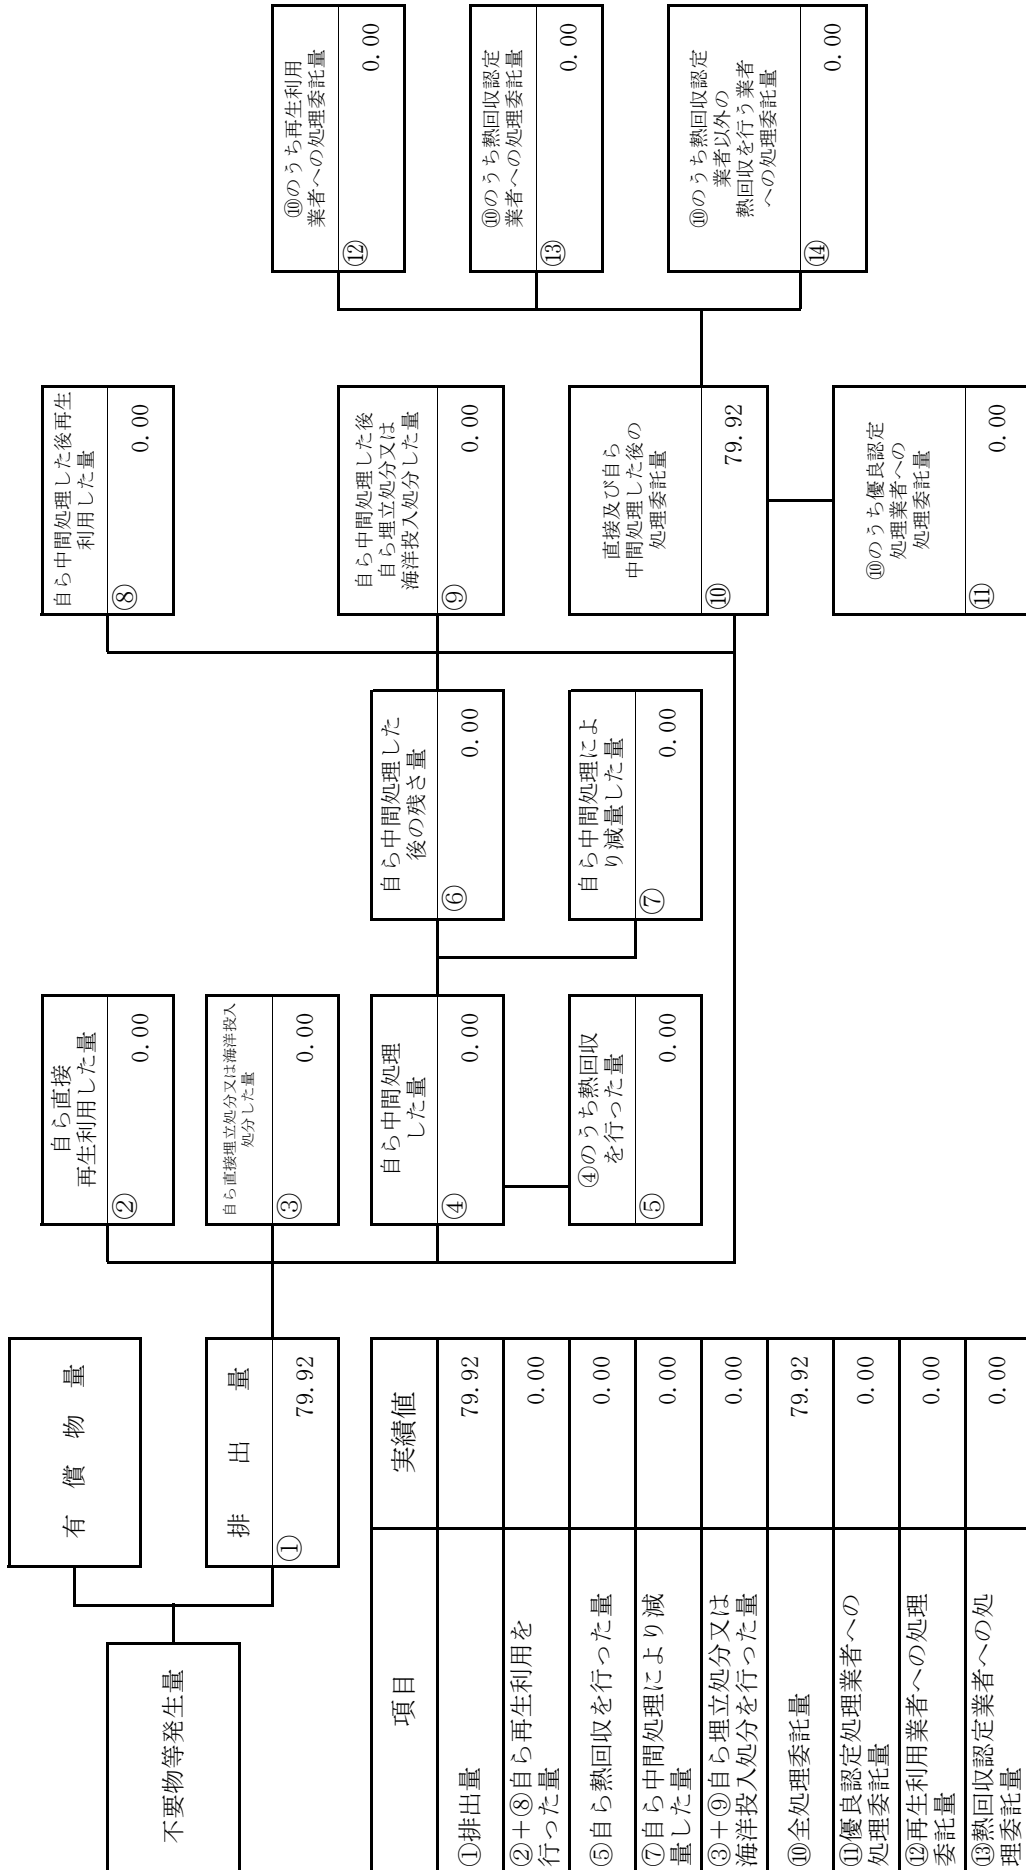 不要物等発生量
有償物量
排出量
①
79.92
自ら直接
再生利用した量
②
0.00
自ら直接埋立処分又は海洋投入
処分した量
③
0.00
自ら中間処理
した量
④
0.00
④のうち熱回収
を行った量
⑤
0.00
自ら中間処理した
後の残さ量
⑥
0.00
自ら中間処理によ
り減量した量
⑦
0.00
自ら中間処理した後再生
利用した量
⑧
0.00
自ら中間処理した後
自ら埋立処分又は
海洋投入処分した量
⑨
0.00
直接及び自ら
中間処理した後の
処理委託量
⑩
79.92
⑩のうち優良認定
処理業者への
処理委託量
⑪
0.00
⑩のうち再生利用
業者への処理委託量
⑫
0.00
⑩のうち熱回収認定
業者への処理委託量
⑬
0.00
⑩のうち熱回収認定
業者以外の
熱回収を行う業者
への処理委託量
⑭
0.00
項目
実績値
①排出量
79.92
②+⑧自ら再生利用を
行った量
0.00
⑤自ら熱回収を行った量
0.00
⑦自ら中間処理により減
量した量
0.00
③+⑨自ら埋立処分又は
海洋投入処分を行った量
0.00
⑩全処理委託量
79.92
⑪優良認定処理業者への
処理委託量
0.00
⑫再生利用業者への処理
委託量
0.00
⑬熱回収認定業者への処
理委託量
0.00